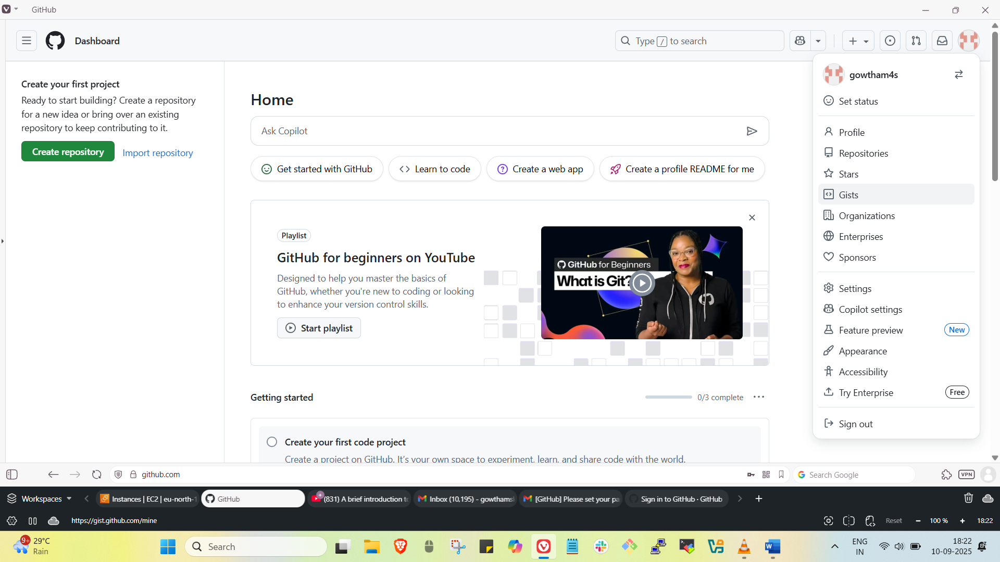 GitHub
Dashboard
Type / to search
gowtham4s
Set status
Profile
Repositories
Stars
Gists
Organizations
Enterprises
Sponsors
Settings
Copilot settings
Feature preview New
Appearance
Accessibility
Try Enterprise Free
Sign out
Create your first project
Ready to start building? Create a repository
for a new idea or bring over an existing
repository to keep contributing to it.
Create repository Import repository
Home
Ask Copilot
Get started with GitHub
Learn to code
Create a web app
Create a profile README for me
Playlist
GitHub for beginners on YouTube
Designed to help you master the basics of
GitHub, whether you're new to coding or looking
to enhance your version control skills.
Start playlist
GitHub for Beginners
What is Git?
Getting started
0/3 complete
Create your first code project
Create a project on GitHub. It's your own space to experiment, learn, and share code with the world.
github.com
Search Google
VPN
Workspaces
Instances | EC2 | eu-north-1
GitHub
(831) A brief introduction to
Inbox (10,195) - gowthams
[GitHub] Please set your pa
Sign in to GitHub · GitHub
https://gist.github.com/mine
Reset
100 %
18:22
9+
29°C
Rain
Search
ENG
IN
18:22
10-09-2025